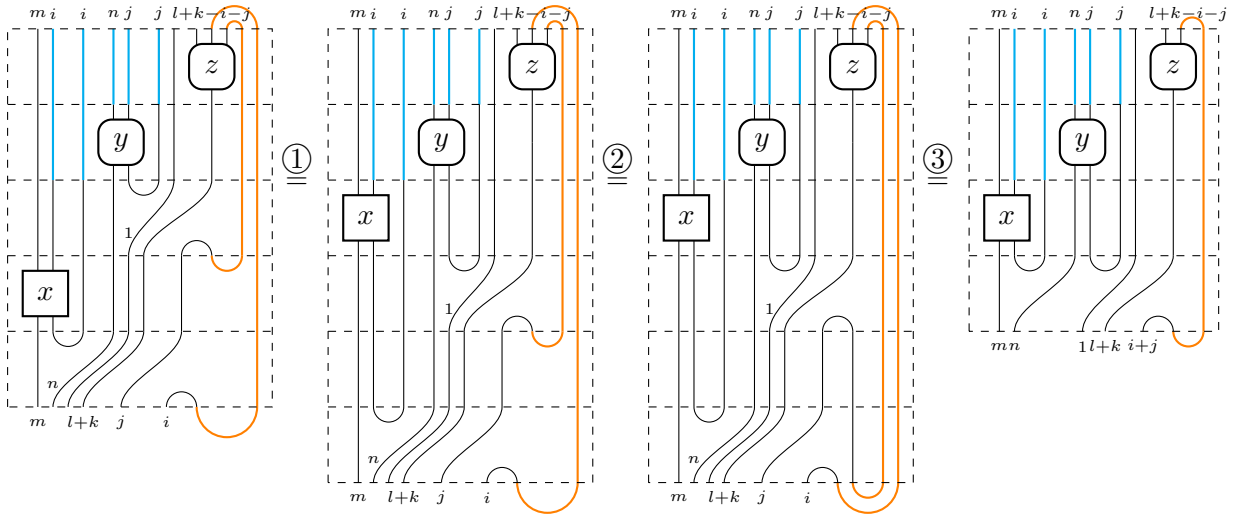 m i i n j j l+k−i−j m i i n j j l+k−i−j m i i n j j l+k−i−j m i i n j j l+k−i−j
z z z z
y ① y ② y ③ y
= = =
x x x
1
x
1 1
m n 1 l+k i+j
n
m l+k j i
n n
m l+k j i m l+k j i